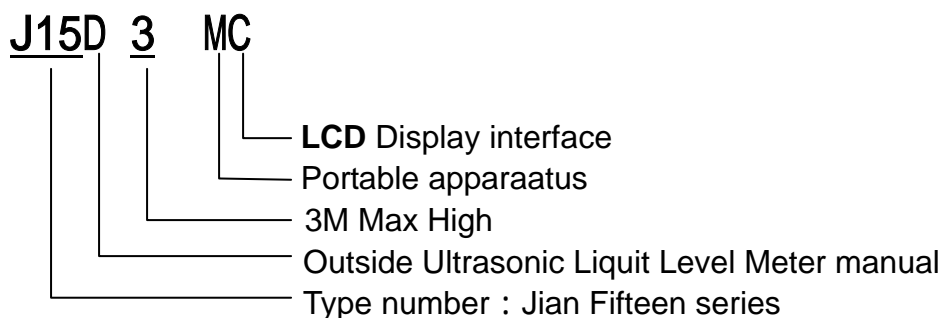 J15D 3 MC
LCD Display interface
Portable apparaatus
3M Max High
Outside Ultrasonic Liquit Level Meter manual
Type number：Jian Fifteen series